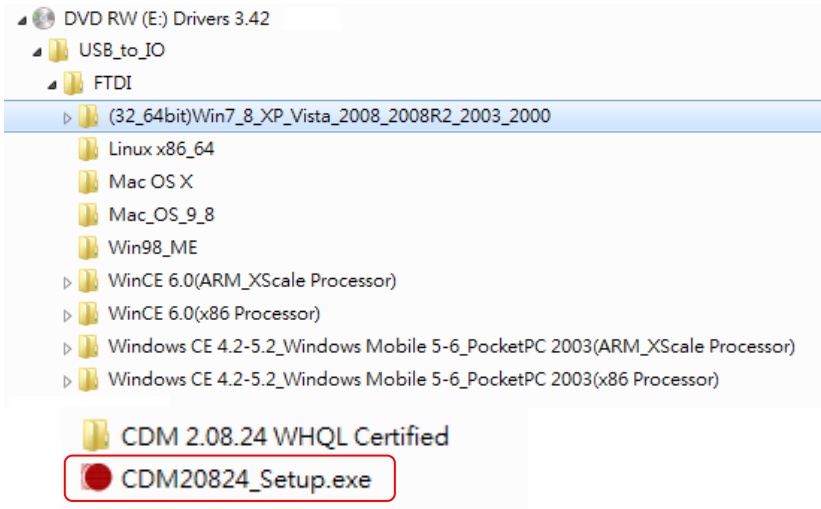 DVD RW (E:) Drivers 3.42
USB_to_IO
FTDI
(32_64bit)Win7_8_XP_Vista_2008_2008R2_2003_2000
Linux x86_64
Mac OS X
Mac_OS_9_8
Win98_ME
WinCE 6.0(ARM_XScale Processor)
WinCE 6.0(x86 Processor)
Windows CE 4.2-5.2_Windows Mobile 5-6_PocketPC 2003(ARM_XScale Processor)
Windows CE 4.2-5.2_Windows Mobile 5-6_PocketPC 2003(x86 Processor)
CDM 2.08.24 WHQL Certified
CDM20824_Setup.exe